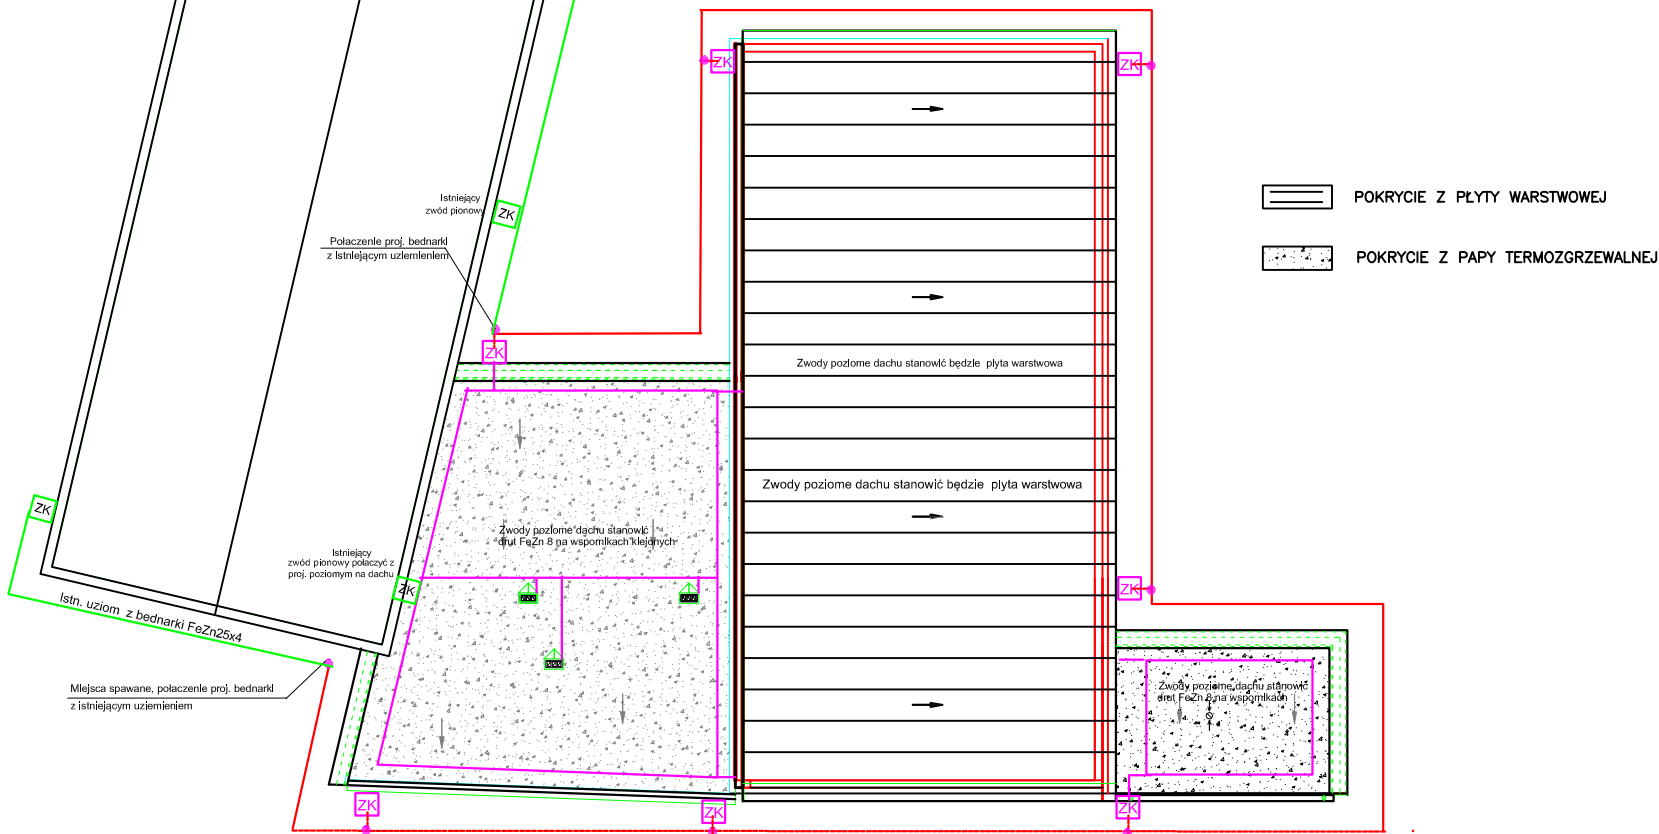 ZK
ZK
Istniejący
zwód pionowy
ZK
Połaczenie proj. bednarki
z Istniejącym uziemieniem
ZK
POKRYCIE Z PŁYTY WARSTWOWEJ
POKRYCIE Z PAPY TERMOZGRZEWALNEJ
Zwody poziome dachu stanowić będzie plyta warstwowa
Zwody poziome dachu stanowić będzie plyta warstwowa
ZK
Zwody poziome dachu stanowić
drut FeZn 8 na wspornikach klejonych
Istniejący
zwód pionowy połaczyć z
proj. poziomym na dachu
ZK
ZK
Istn. uziom z bednarki FeZn25x4
Miejsca spawane, połaczenie proj. bednarki
z istniejącym uziemieniem
Zwody poziome dachu stanowić
drut FeZn 8 na wspornikach
ZK
ZK
ZK